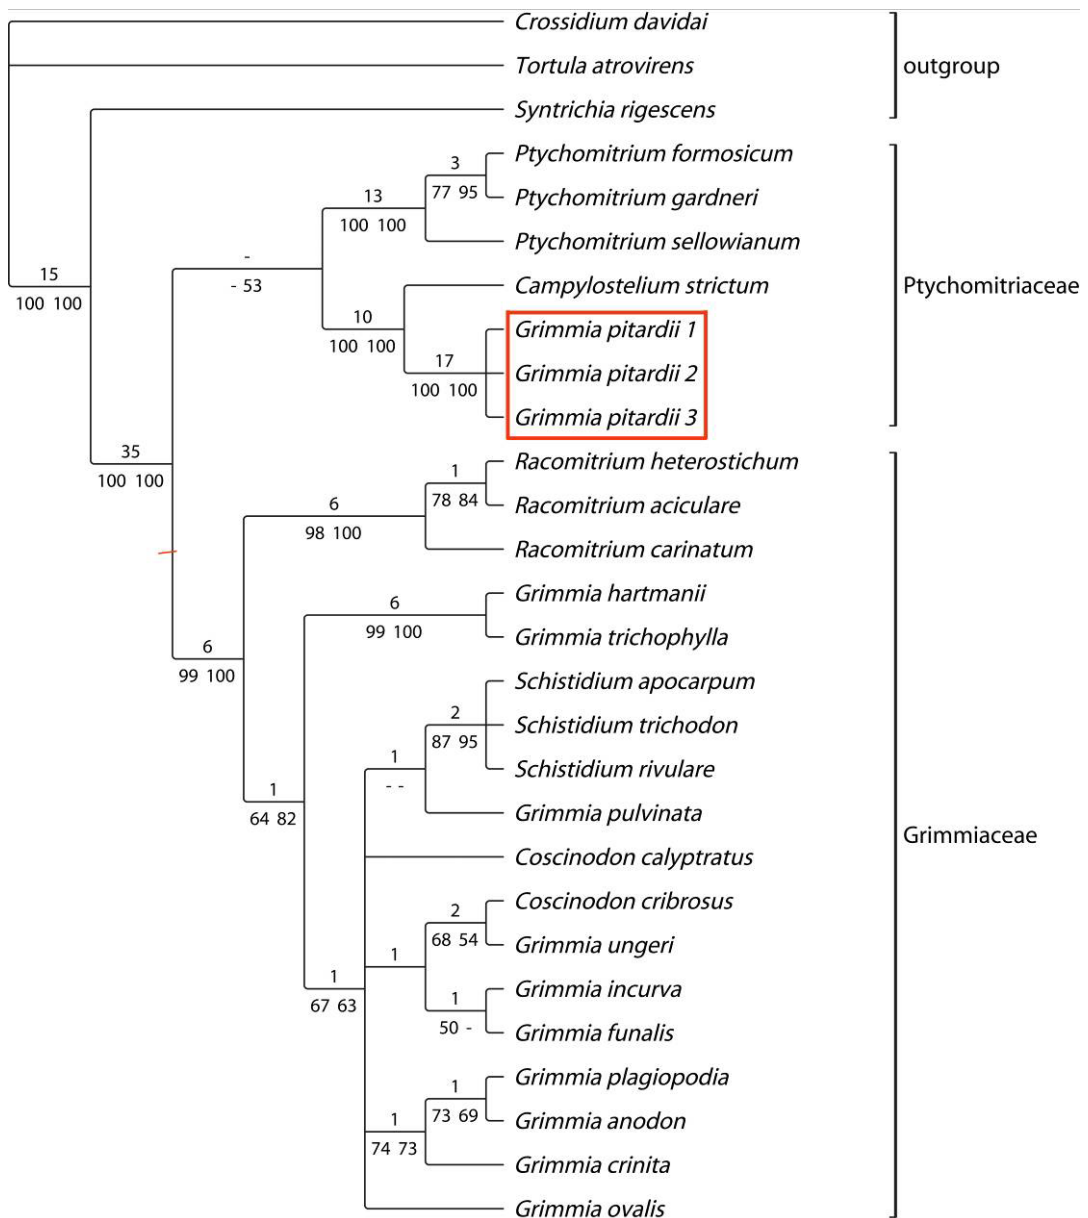 Crossidium davidai
Tortula atrovirens
outgroup
Syntrichia rigescens
Ptychomitrium formosicum
3
77 95
Ptychomitrium gardneri
13
100 100
Ptychomitrium sellowianum
-
- 53
15
100 100
Campylostelium strictum
Ptychomitriaceae
10
100 100
Grimmia pitardii 1
17
100 100
Grimmia pitardii 2
Grimmia pitardii 3
35
100 100
Racomitrium heterostichum
1
78 84
6
98 100
Racomitrium aciculare
Racomitrium carinatum
Grimmia hartmanii
6
99 100
Grimmia trichophylla
6
99 100
Schistidium apocarpum
2
87 95
Schistidium trichodon
1
- -
Schistidium rivulare
1
64 82
Grimmia pulvinata
Grimmiaceae
Coscinodon calyptratus
Coscinodon cribrosus
2
68 54
Grimmia ungeri
1
1
67 63
Grimmia incurva
1
50 -
Grimmia funalis
Grimmia plagiopodia
1
73 69
Grimmia anodon
1
74 73
Grimmia crinita
Grimmia ovalis